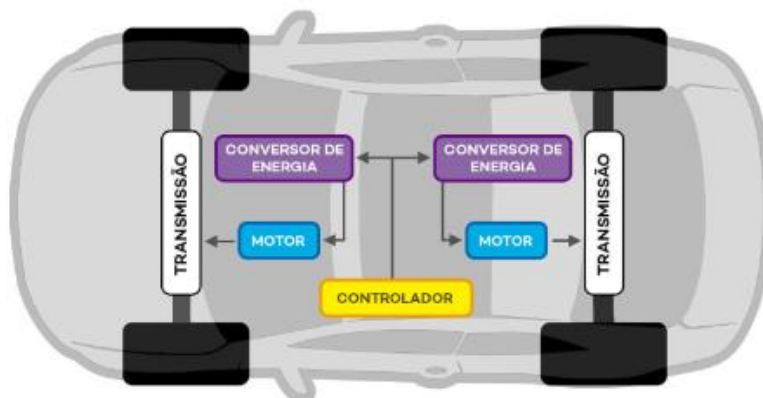 TRANSMISSÃO
CONVERSOR DE
ENERGIA
MOTOR
CONTROLADOR
CONVERSOR DE
ENERGIA
MOTOR
TRANSMISSÃO